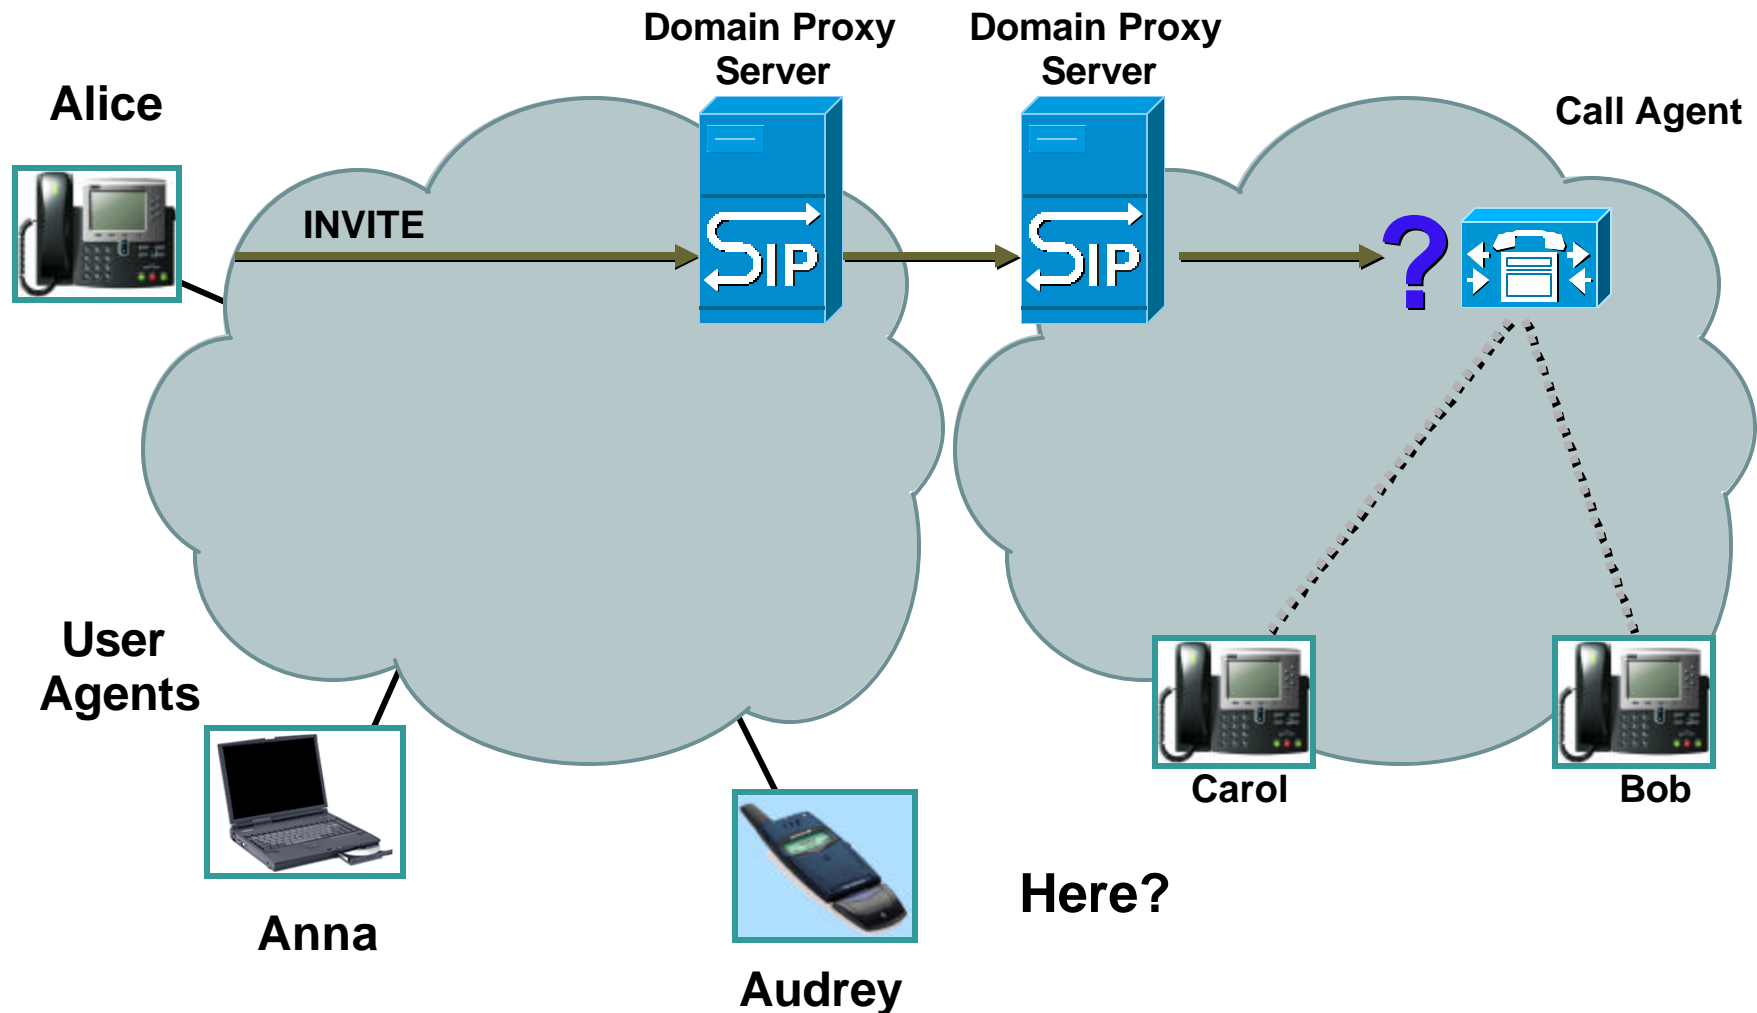 Domain Proxy
Server
Domain Proxy
Server
Alice
Call Agent
INVITE
SIP
SIP
?
User
Agents
Carol
Bob
Here?
Anna
Audrey